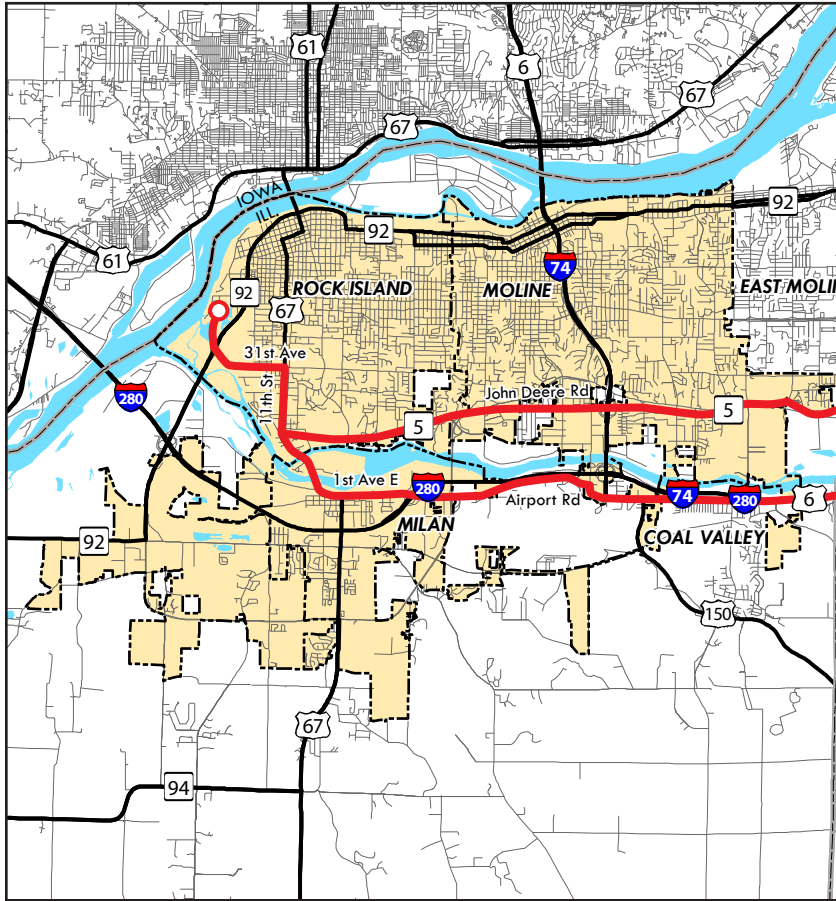 61
6
67
67
IOWA
ILL.
92
92
61
74
92
ROCK ISLAND
MOLINE
EAST MOLIN
67
31st Ave
11th St
280
John Deere Rd
5
5
1st Ave E
280
Airport Rd
74
280
6
MILAN
COAL VALLEY
92
150
67
94